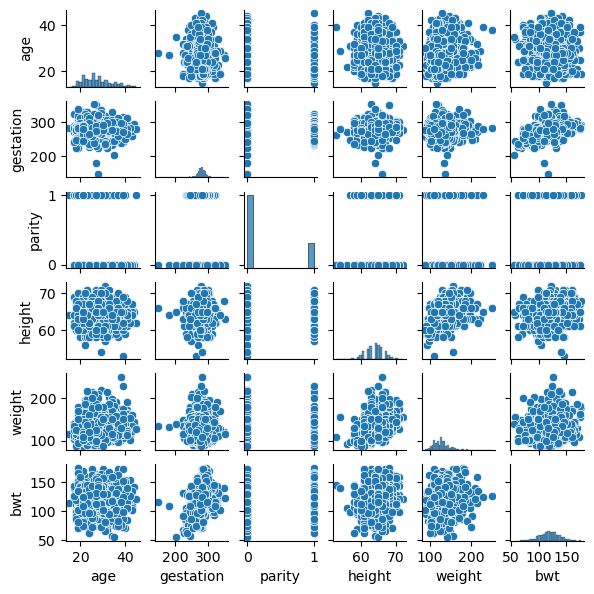 40
20
age
300
200
gestation
1
0
parity
70
60
height
200
100
weight
150
100
50
bwt
20 40
200 300
0 1
60 70
100 200
50 100 150
age gestation parity height weight bwt